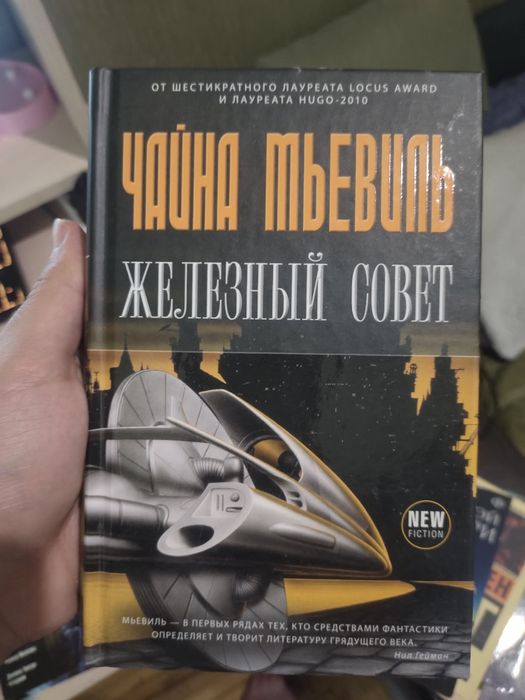 ОТ ШЕСТИКРАТНОГО ЛАУРЕАТА LOCUS AWARD
И ЛАУРЕАТА HUGO-2010
ЧАЙНА МЬЕВИЛЬ
ЖЕЛЕЗНЫЙ СОВЕТ
NEW
FICTION
МЬЕВИЛЬ — В ПЕРВЫХ РЯДАХ ТЕХ, КТО СРЕДСТВАМИ ФАНТАСТИКИ
ОПРЕДЕЛЯЕТ И ТВОРИТ ЛИТЕРАТУРУ ГРЯДУЩЕГО ВЕКА.
Нил Гейман